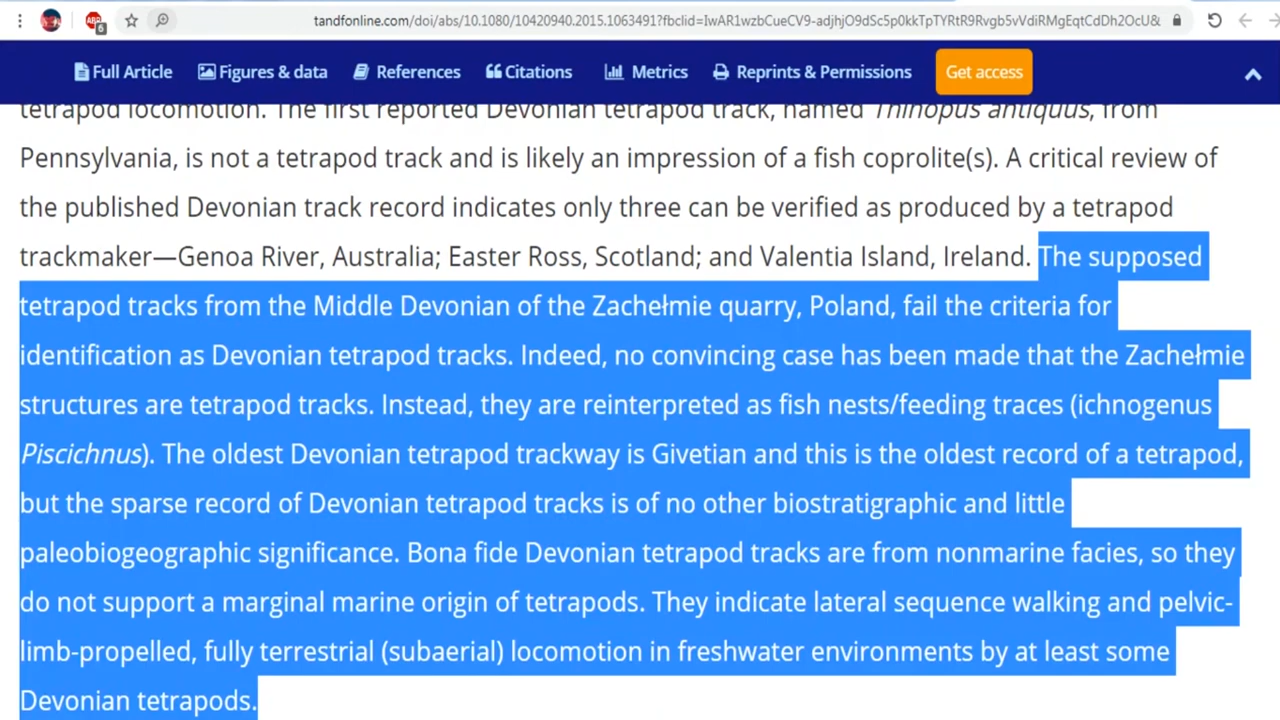 6
tandfonline.com/doi/abs/10.1080/10420940.2015.1063491?fbclid=IwAR1wzbCueCV9-adjhjO9dSc5p0kkTpTYRtR9Rvgb5vVdiRMgEqtCdDh2OcU&
Full Article Figures & data References Citations Metrics Reprints & Permissions Get access
tetrapod locomotion. The first reported Devonian tetrapod track, named Thinopus antiquus, from
Pennsylvania, is not a tetrapod track and is likely an impression of a fish coprolite(s). A critical review of
the published Devonian track record indicates only three can be verified as produced by a tetrapod
trackmaker—Genoa River, Australia; Easter Ross, Scotland; and Valentia Island, Ireland. The supposed
tetrapod tracks from the Middle Devonian of the Zachełmie quarry, Poland, fail the criteria for
identification as Devonian tetrapod tracks. Indeed, no convincing case has been made that the Zachełmie
structures are tetrapod tracks. Instead, they are reinterpreted as fish nests/feeding traces (ichnogenus
Piscichnus). The oldest Devonian tetrapod trackway is Givetian and this is the oldest record of a tetrapod,
but the sparse record of Devonian tetrapod tracks is of no other biostratigraphic and little
paleobiogeographic significance. Bona fide Devonian tetrapod tracks are from nonmarine facies, so they
do not support a marginal marine origin of tetrapods. They indicate lateral sequence walking and pelvic-
limb-propelled, fully terrestrial (subaerial) locomotion in freshwater environments by at least some
Devonian tetrapods.